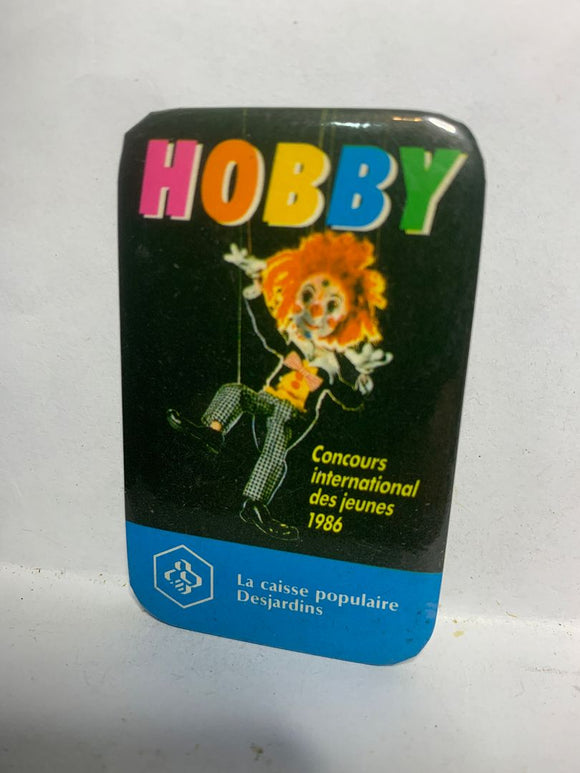 HOBBY
Concours
international
des jeunes
1986
La caisse populaire
Desjardins